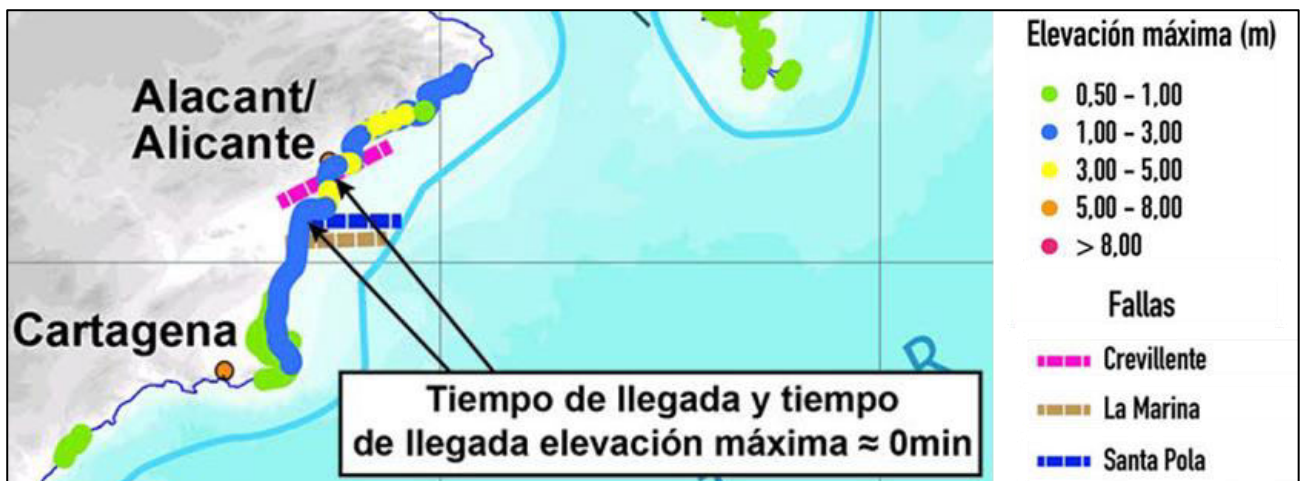 Alacant/
Alicante
Cartagena
R
Tiempo de llegada y tiempo
de llegada elevación máxima ≈ 0min
Elevación máxima (m)
0,50 – 1,00
1,00 – 3,00
3,00 – 5,00
5,00 – 8,00
> 8,00
Fallas
Crevillente
La Marina
Santa Pola